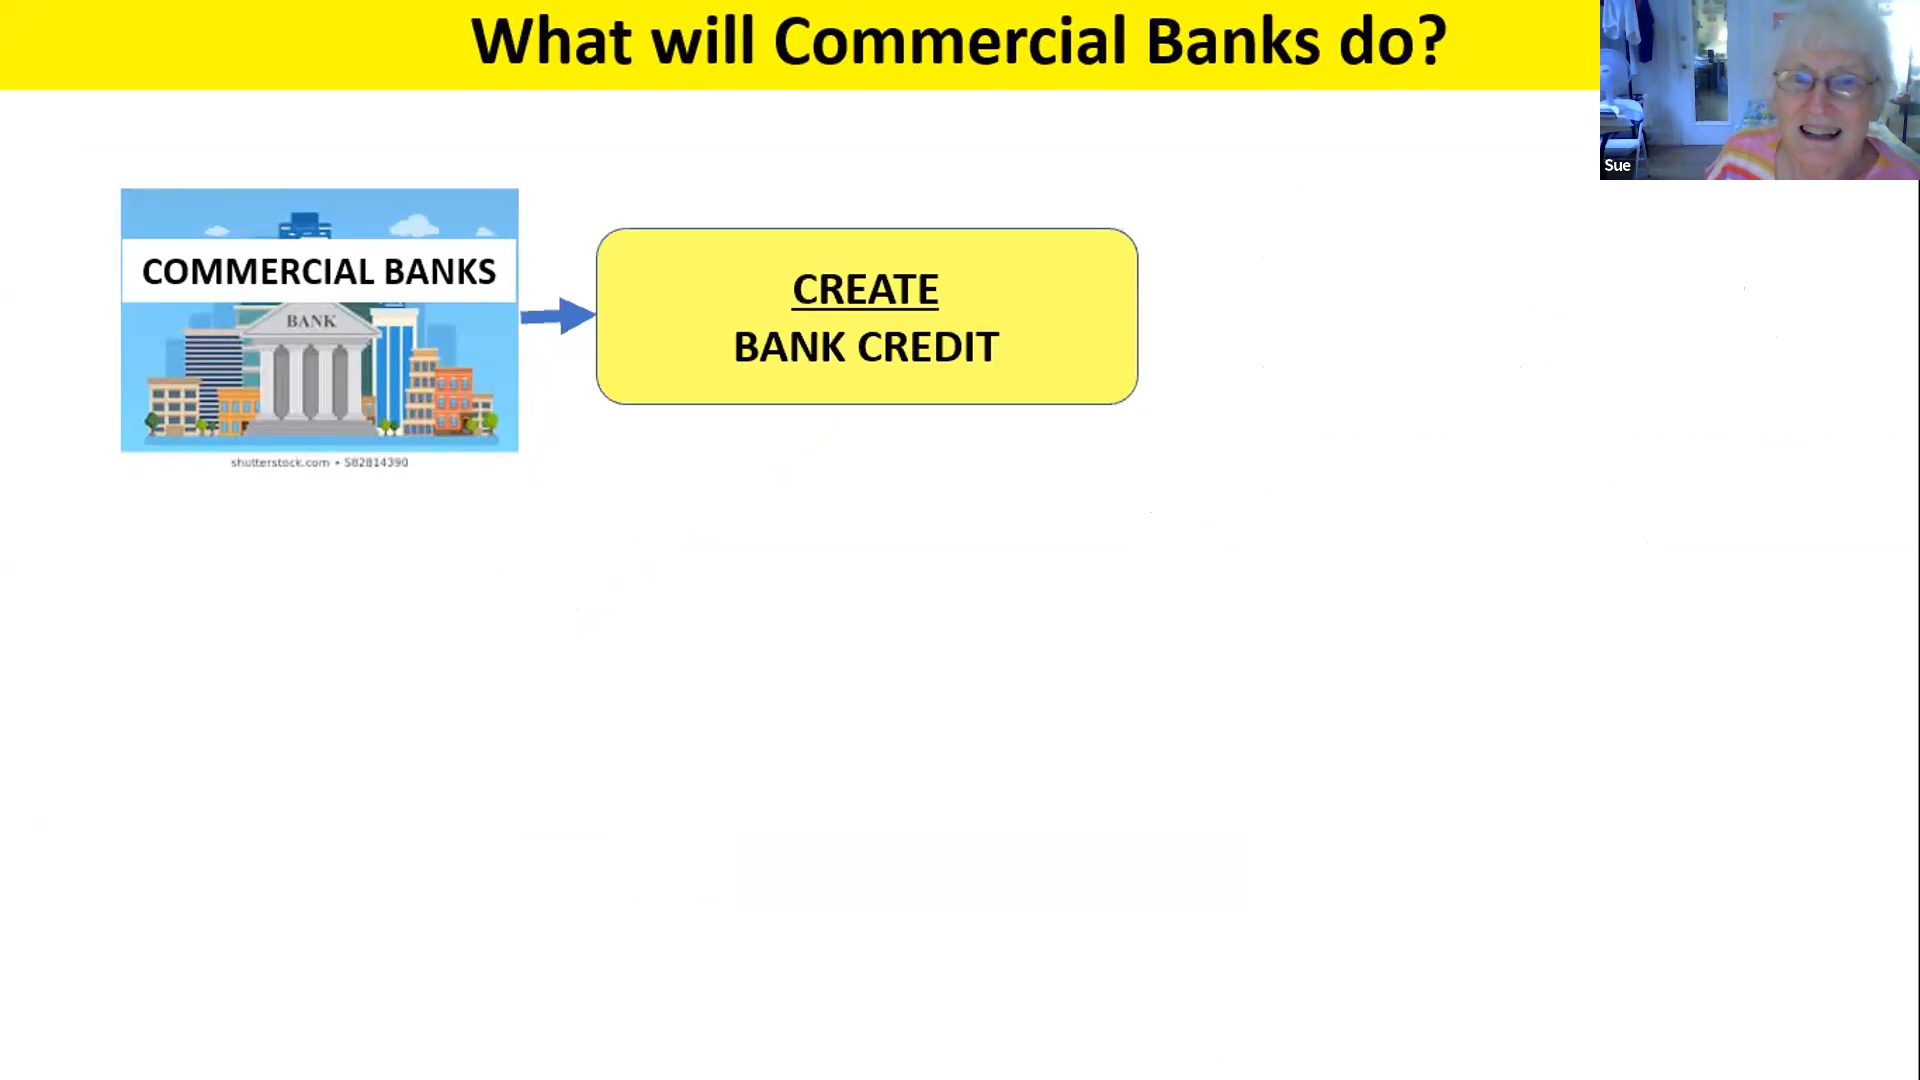 What will Commercial Banks do?
Sue
COMMERCIAL BANKS
BANK
CREATE
BANK CREDIT
shutterstock.com • 582814390